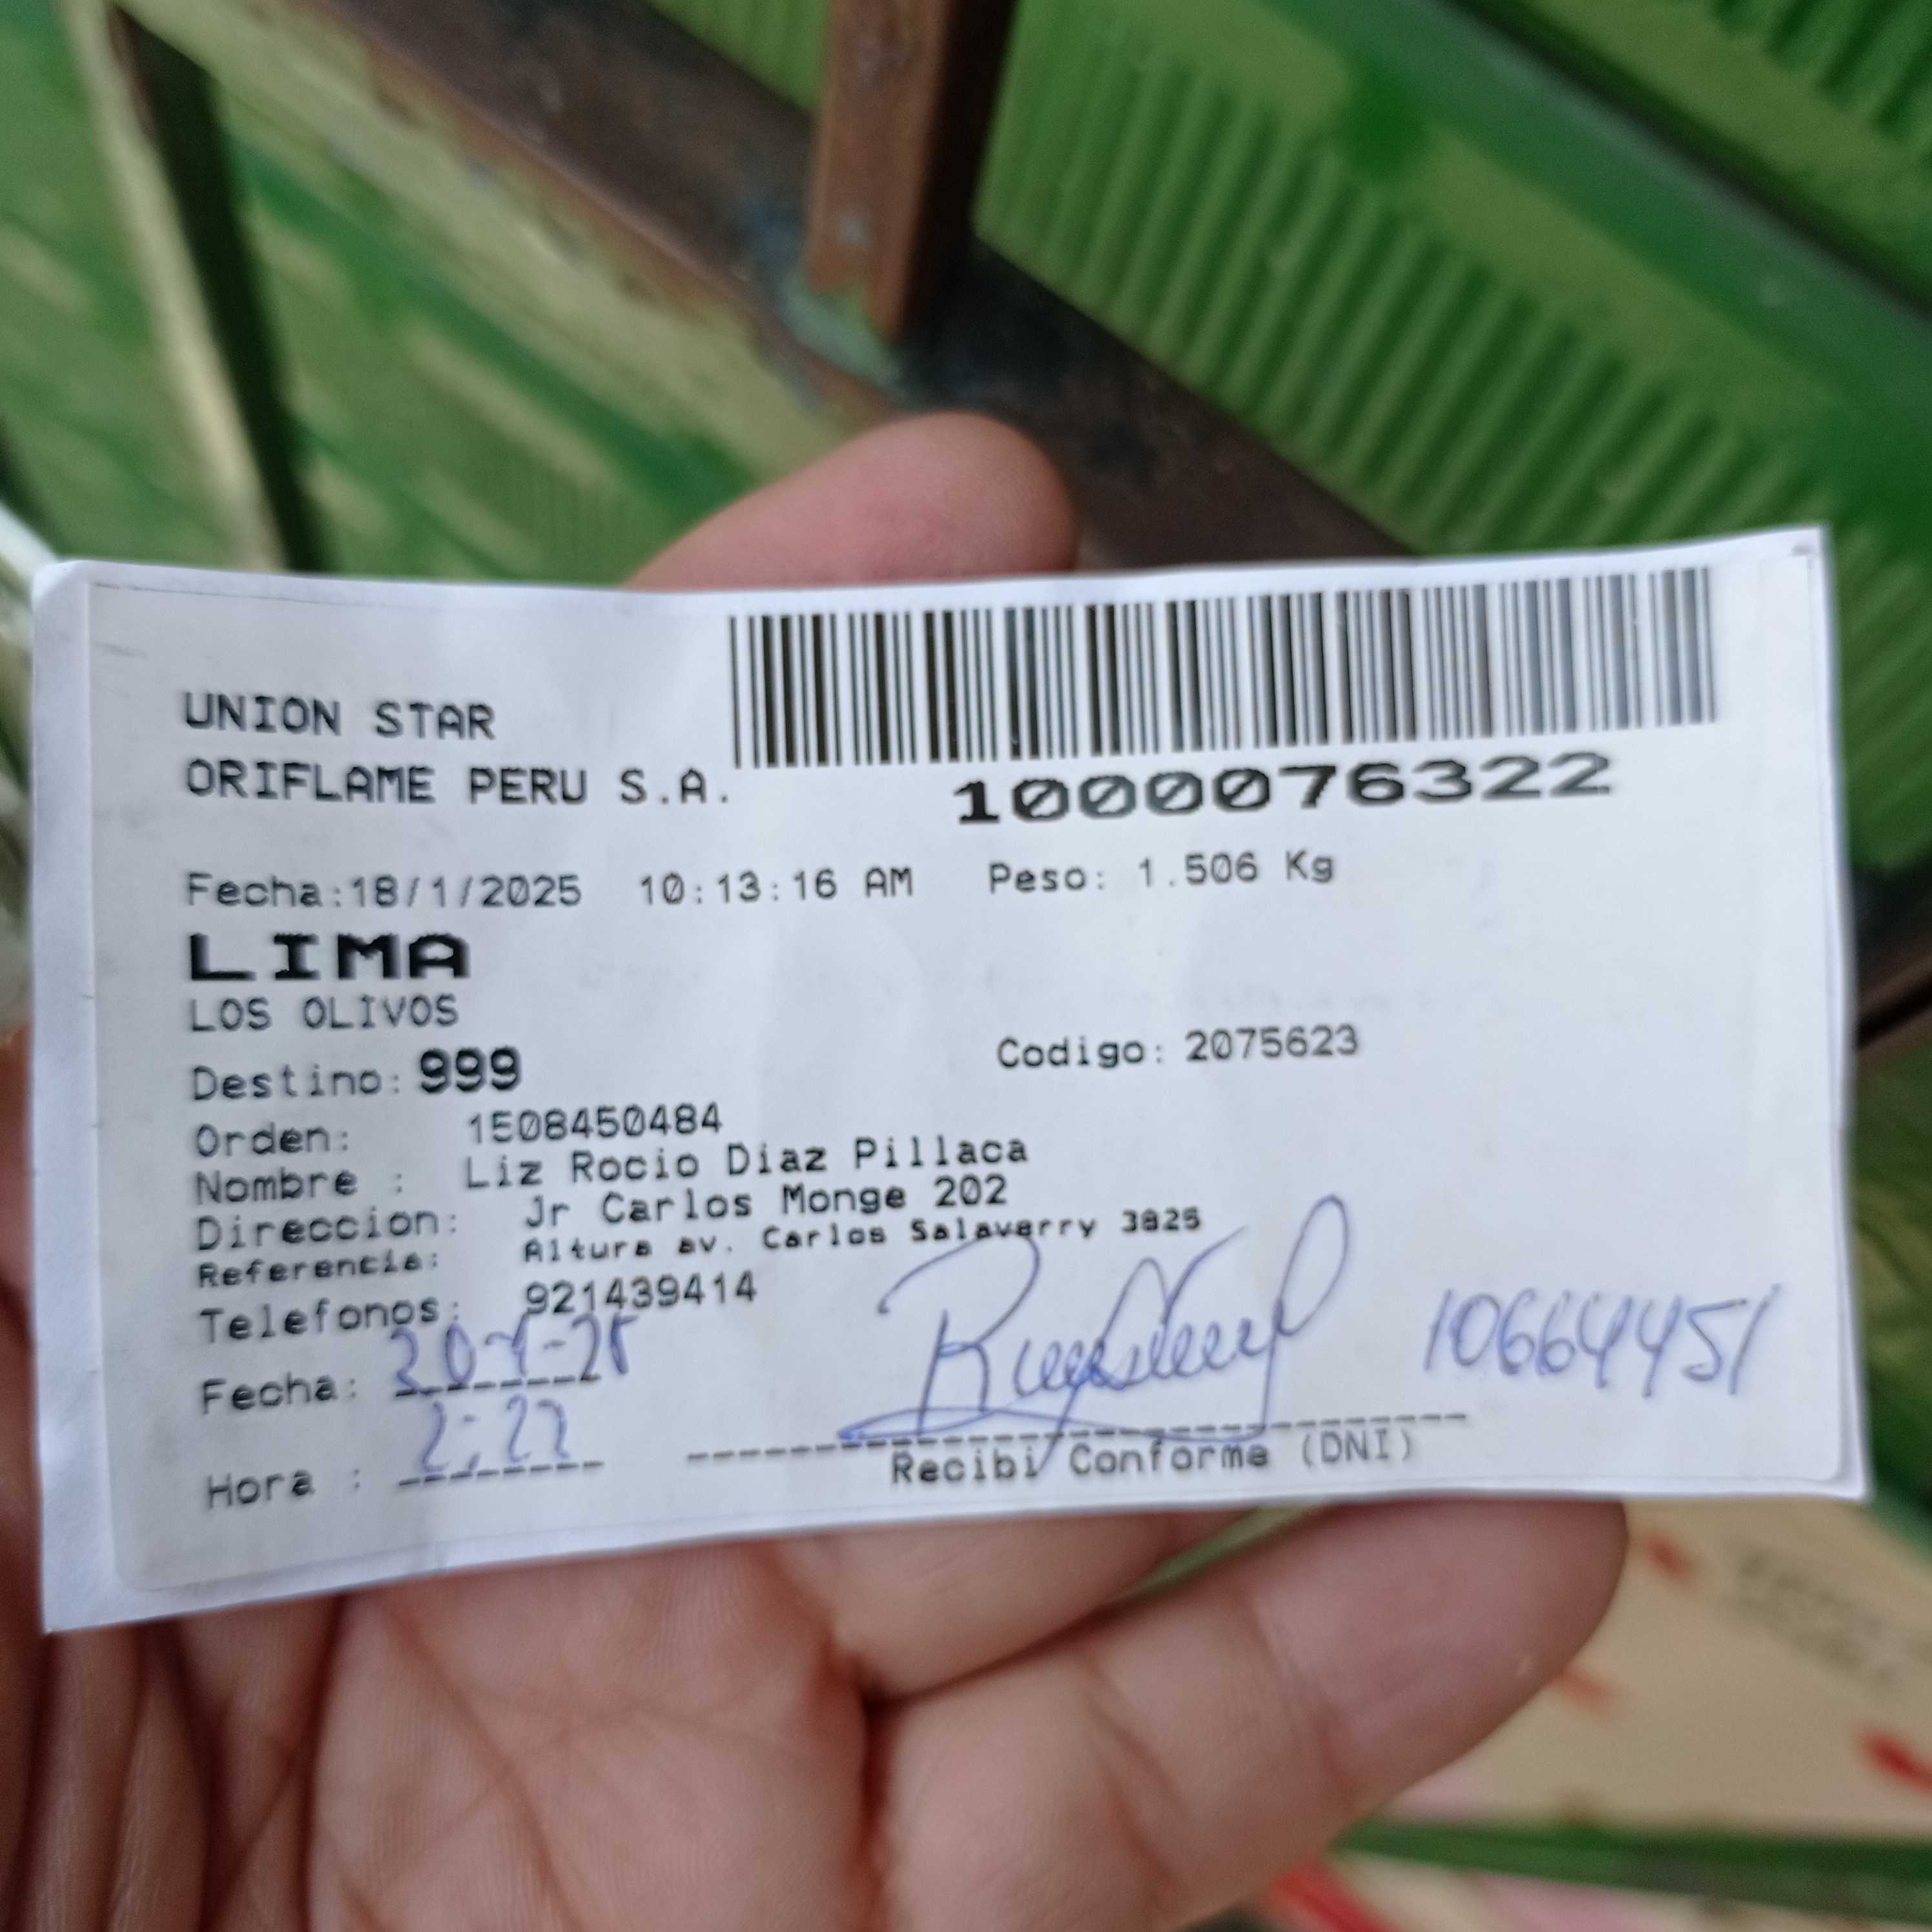 UNION STAR
ORIFLAME PERU S.A.
1000076322
Fecha:18/1/2025 10:13:16 AM Peso: 1.506 Kg
LIMA
LOS OLIVOS
Destino: 999 Codigo: 2075623
Orden: 1508450484
Nombre : Liz Rocio Diaz Pillaca
Direccion: Jr Carlos Monge 202
Referencia: Altura av. Carlos Salaverry 3825
Telefonos: 921439414
Fecha: 20-1-25
10664451
Hora : 2:27
Recibi Conforme (DNI)